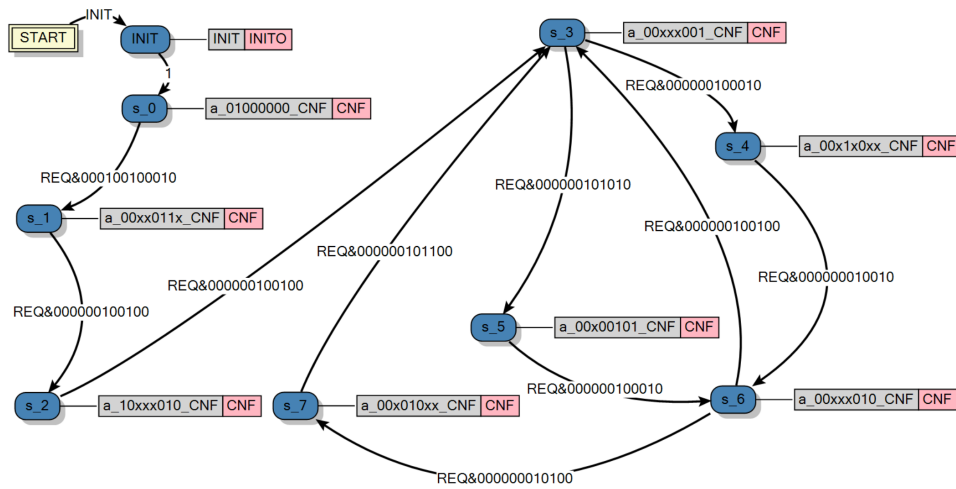 START
INIT
INIT
INIT INITO
1
s_0
a_01000000_CNF CNF
REQ&000100100010
s_1
a_00xx011x_CNF CNF
REQ&000000100100
s_2
a_10xxx010_CNF CNF
REQ&000000100100
s_3
a_00xxx001_CNF CNF
REQ&000000100010
s_4
a_00x1x0xx_CNF CNF
REQ&000000101010
REQ&000000100100
REQ&000000101100
REQ&000000010010
s_5
a_00x00101_CNF CNF
REQ&000000100010
s_6
a_00xxx010_CNF CNF
s_7
a_00x010xx_CNF CNF
REQ&000000010100